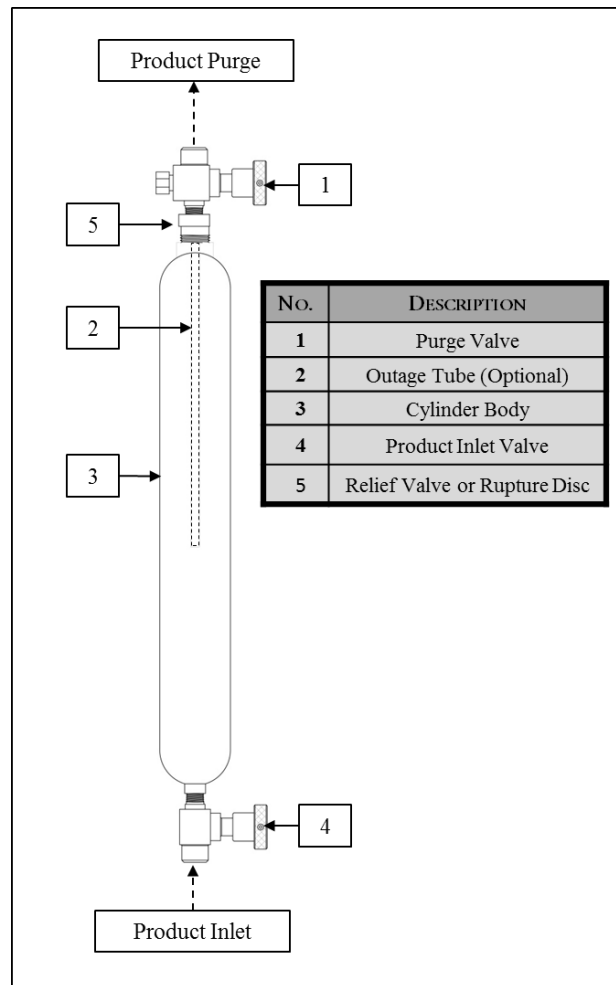 Product Purge
1
5
2
No. Description
1 Purge Valve
2 Outage Tube (Optional)
3 Cylinder Body
4 Product Inlet Valve
5 Relief Valve or Rupture Disc
3
4
Product Inlet